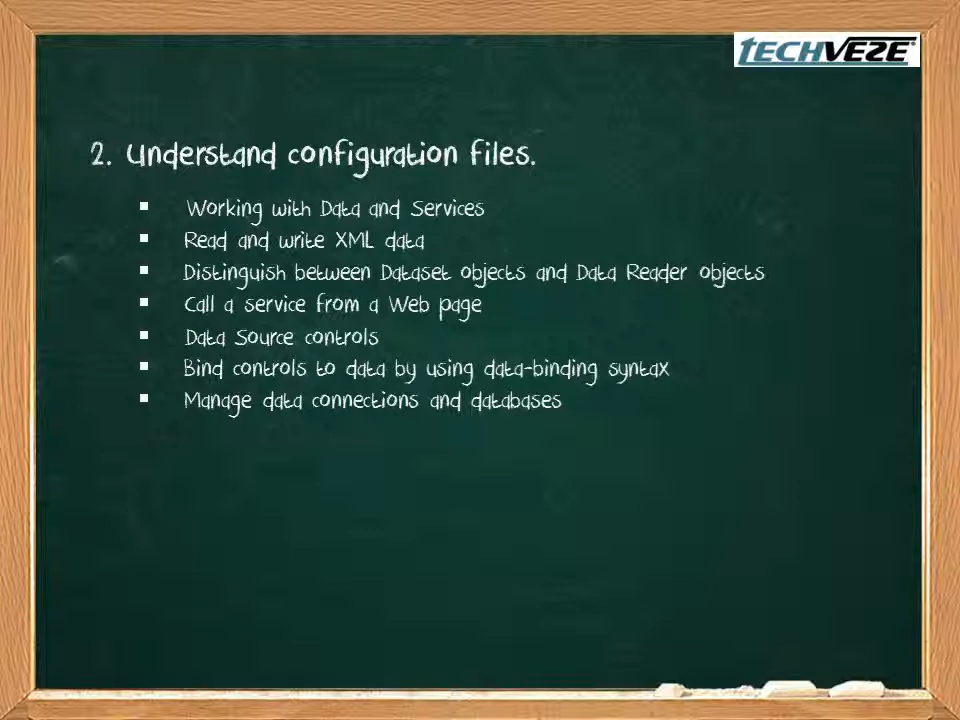 TECHVEZE
2. Understand configuration files.
▪ Working with Data and Services
▪ Read and write XML data
▪ Distinguish between Dataset objects and Data Reader objects
▪ Call a service from a Web page
▪ Data Source controls
▪ Bind controls to data by using data-binding syntax
▪ Manage data connections and databases